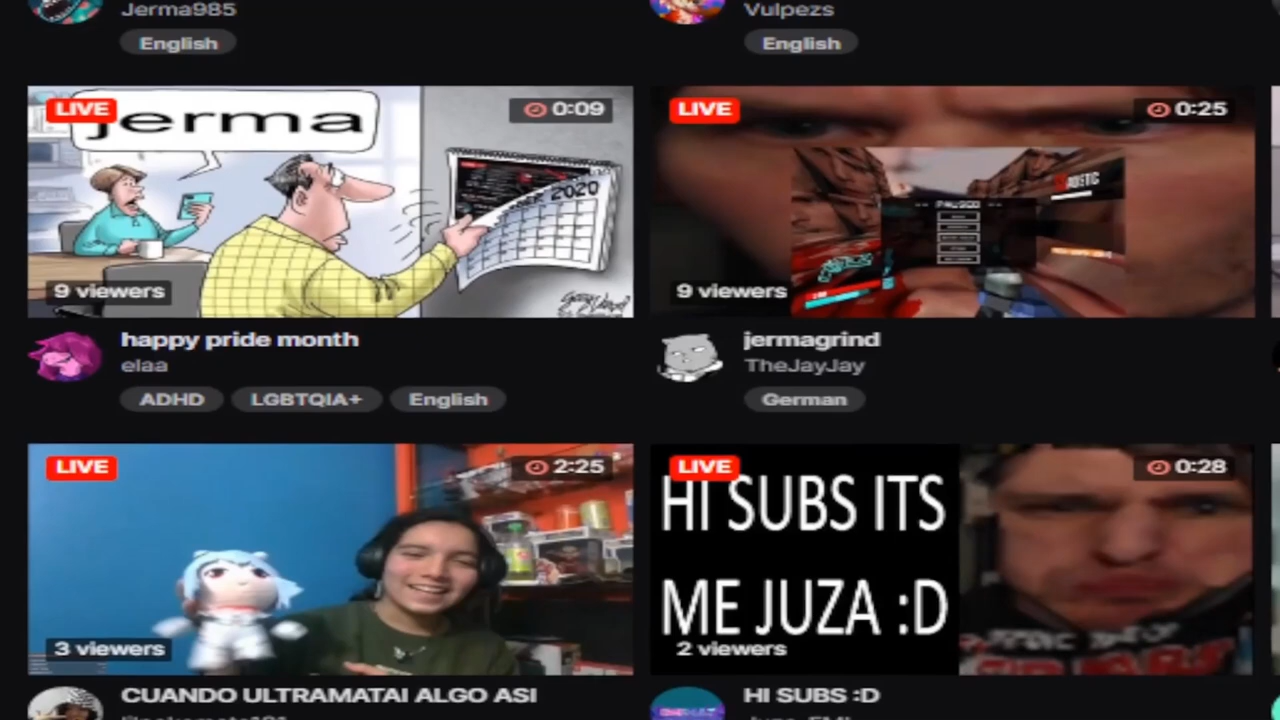 Jerma985
English
Vulpezs
English
LIVE
0:09
jerma
2020
9 viewers
happy pride month
elaa
ADHD
LGBTQIA+
English
LIVE
0:25
PAUSED
9 viewers
jermagrind
TheJayJay
German
LIVE
2:25
3 viewers
CUANDO ULTRAMATAI ALGO ASI
LIVE
0:28
HI SUBS ITS
ME JUZA :D
2 viewers
HI SUBS :D